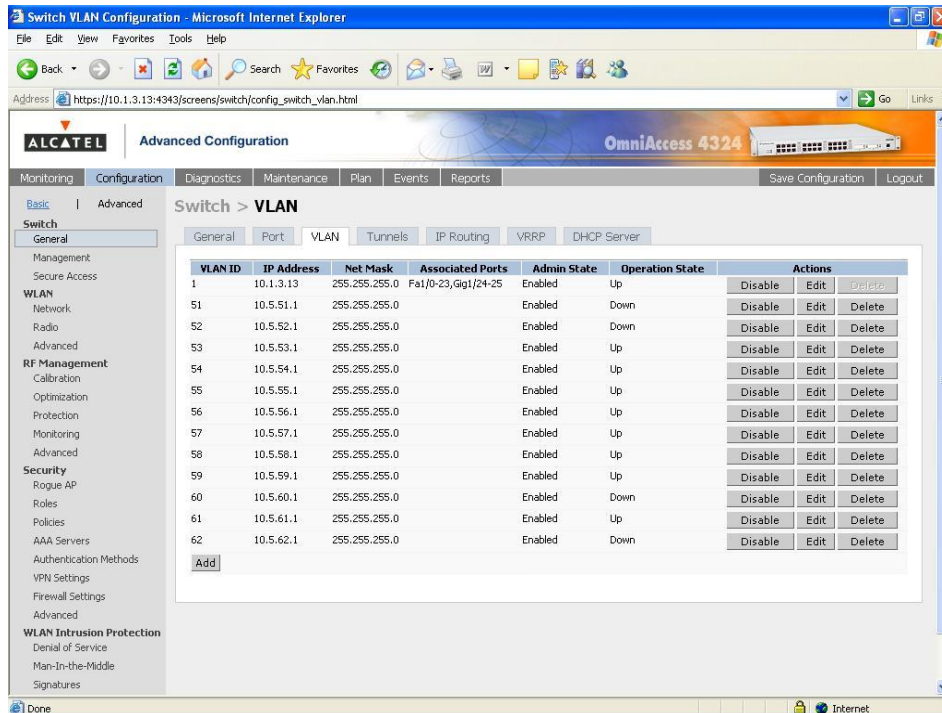 Switch VLAN Configuration - Microsoft Internet Explorer
File Edit View Favorites Tools Help
Back Search Favorites
Address https://10.1.3.13:4343/screens/switch/config_switch_vlan.html Go Links
ALCATEL Advanced Configuration OmniAccess 4324
Monitoring Configuration Diagnostics Maintenance Plan Events Reports Save Configuration Logout
Basic | Advanced
Switch
General
Management
Secure Access
WLAN
Network
Radio
Advanced
RF Management
Calibration
Optimization
Protection
Monitoring
Advanced
Security
Rogue AP
Roles
Policies
AAA Servers
Authentication Methods
VPN Settings
Firewall Settings
Advanced
WLAN Intrusion Protection
Denial of Service
Man-In-the-Middle
Signatures
Switch > VLAN
General Port VLAN Tunnels IP Routing VRRP DHCP Server
VLAN ID IP Address Net Mask Associated Ports Admin State Operation State Actions
1 10.1.3.13 255.255.255.0 Fa1/0-23,Gig1/24-25 Enabled Up Disable Edit Delete
51 10.5.51.1 255.255.255.0 Enabled Down Disable Edit Delete
52 10.5.52.1 255.255.255.0 Enabled Down Disable Edit Delete
53 10.5.53.1 255.255.255.0 Enabled Up Disable Edit Delete
54 10.5.54.1 255.255.255.0 Enabled Up Disable Edit Delete
55 10.5.55.1 255.255.255.0 Enabled Up Disable Edit Delete
56 10.5.56.1 255.255.255.0 Enabled Up Disable Edit Delete
57 10.5.57.1 255.255.255.0 Enabled Up Disable Edit Delete
58 10.5.58.1 255.255.255.0 Enabled Up Disable Edit Delete
59 10.5.59.1 255.255.255.0 Enabled Up Disable Edit Delete
60 10.5.60.1 255.255.255.0 Enabled Down Disable Edit Delete
61 10.5.61.1 255.255.255.0 Enabled Up Disable Edit Delete
62 10.5.62.1 255.255.255.0 Enabled Down Disable Edit Delete
Add
Done Internet